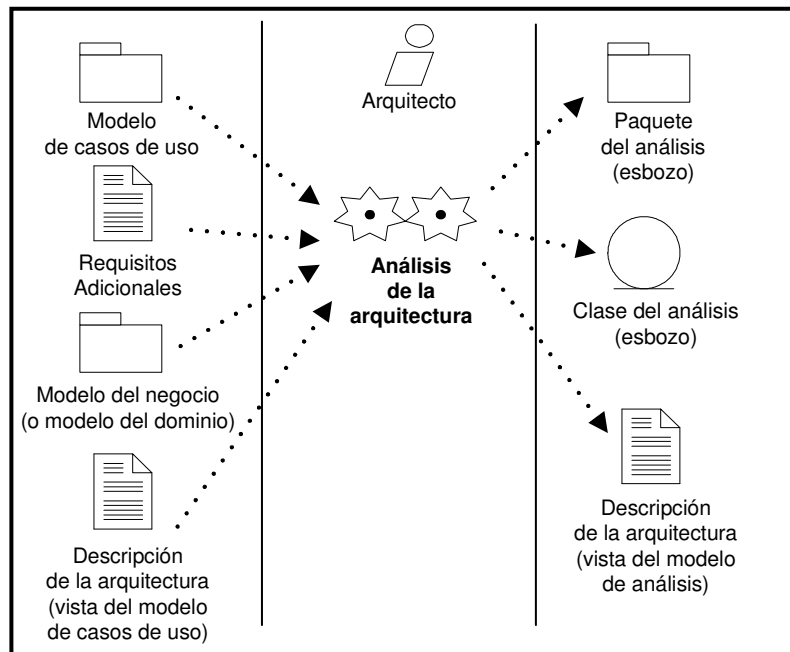 Modelo
de casos de uso
Requisitos
Adicionales
Modelo del negocio
(o modelo del dominio)
Descripción
de la arquitectura
(vista del modelo
de casos de uso)
Arquitecto
Análisis
de la
arquitectura
Paquete
del análisis
(esbozo)
Clase del análisis
(esbozo)
Descripción
de la arquitectura
(vista del modelo
de análisis)